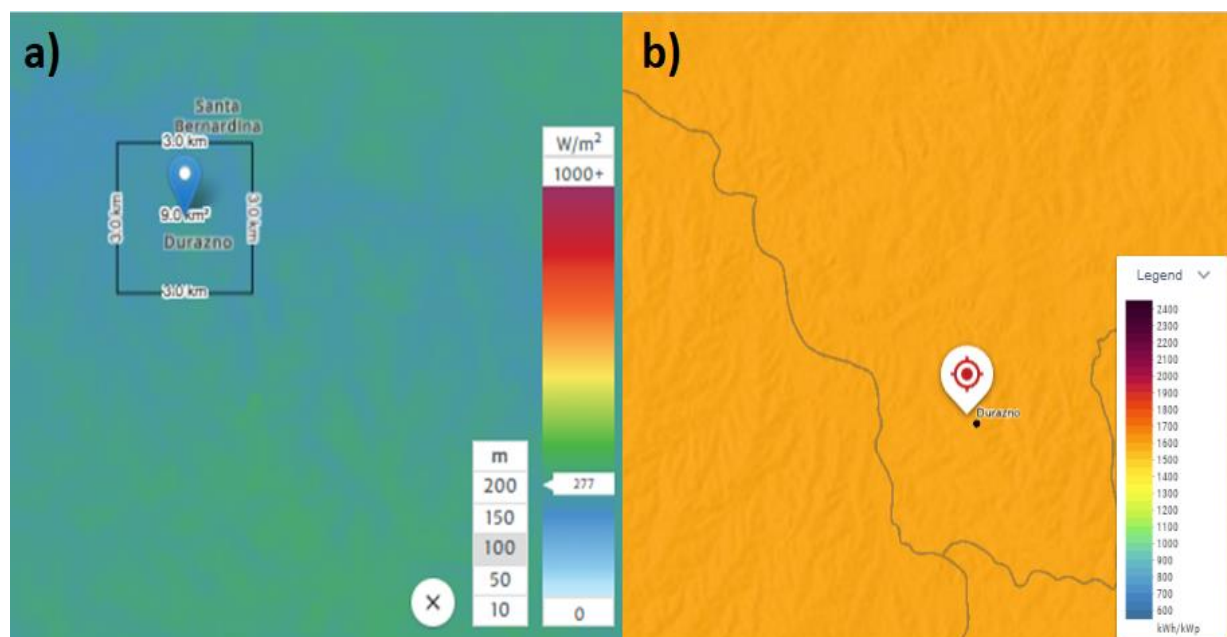 a)
Santa
Bernardina
3.0 km
3.0 km
3.0 km
9.0 km²
Durazno
3.0 km
W/m²
1000+
277
0
m
200
150
100
50
10
×
b)
Durazno
Legend
2400
2300
2200
2100
2000
1900
1800
1700
1600
1500
1400
1300
1200
1100
1000
900
800
700
600
kWh/kWp